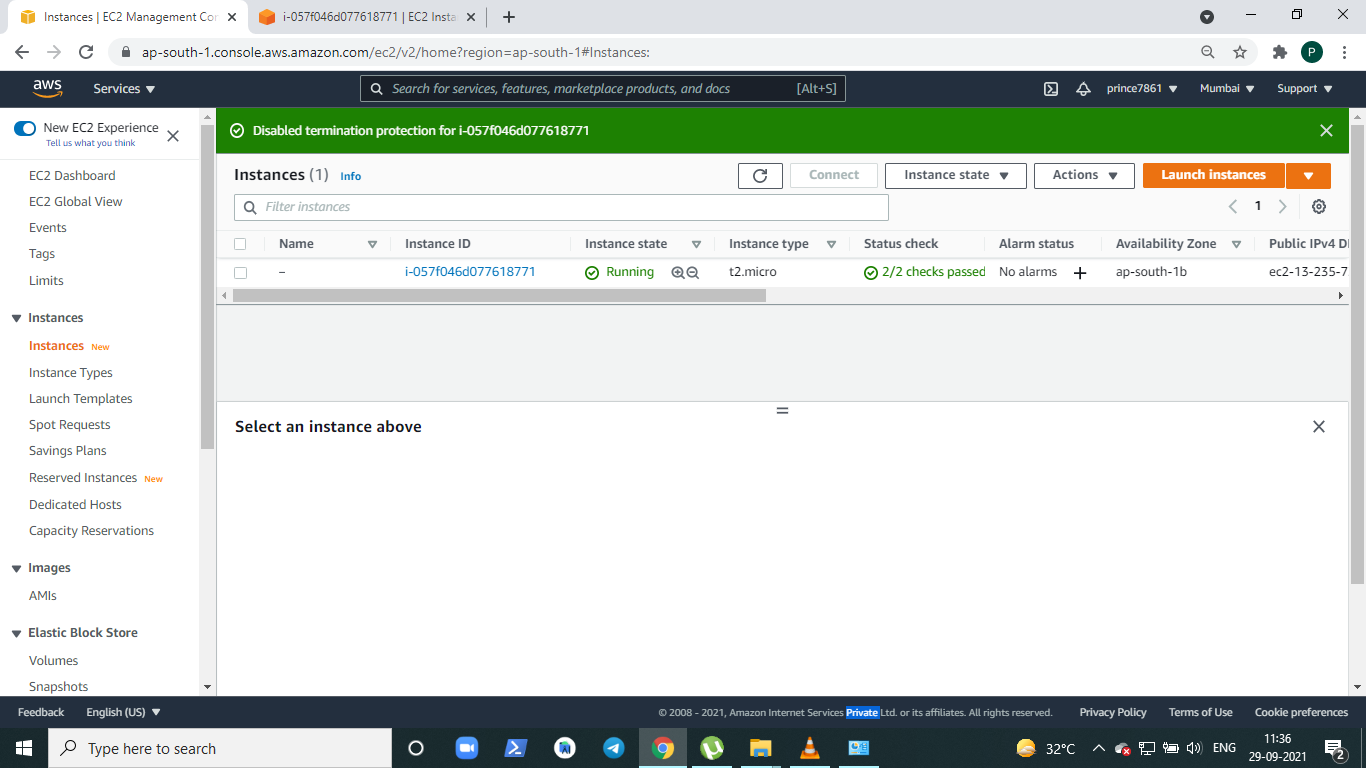 Instances | EC2 Management Cor
i-057f046d077618771 | EC2 Insta
ap-south-1.console.aws.amazon.com/ec2/v2/home?region=ap-south-1#Instances:
P
aws
Services
Search for services, features, marketplace products, and docs
[Alt+S]
prince7861
Mumbai
Support
New EC2 Experience
Tell us what you think
EC2 Dashboard
EC2 Global View
Events
Tags
Limits
Instances
Instances New
Instance Types
Launch Templates
Spot Requests
Savings Plans
Reserved Instances New
Dedicated Hosts
Capacity Reservations
Images
AMIs
Elastic Block Store
Volumes
Snapshots
Disabled termination protection for i-057f046d077618771
Instances (1) Info
Connect
Instance state
Actions
Launch instances
Filter instances
1
Name
Instance ID
Instance state
Instance type
Status check
Alarm status
Availability Zone
Public IPv4 D
–
i-057f046d077618771
Running
t2.micro
2/2 checks passed
No alarms
ap-south-1b
ec2-13-235-7
Select an instance above
Feedback
English (US)
© 2008 - 2021, Amazon Internet Services Private Ltd. or its affiliates. All rights reserved.
Privacy Policy
Terms of Use
Cookie preferences
Type here to search
32°C
ENG
11:36
29-09-2021
2